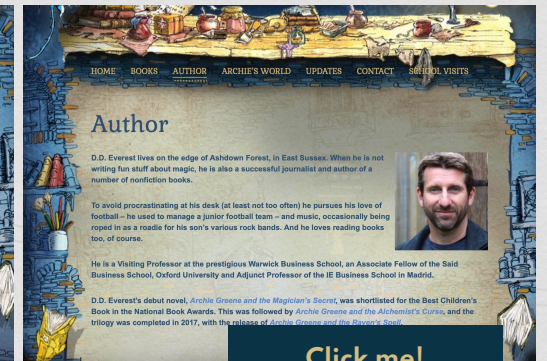 HOME BOOKS AUTHOR ARCHIE'S WORLD UPDATES CONTACT SCHOOL VISITS
Author
D.D. Everest lives on the edge of Ashdown Forest, in East Sussex. When he is not
writing fun stuff about magic, he is also a successful journalist and author of a
number of nonfiction books.
To avoid procrastinating at his desk (at least not too often) he pursues his love of
football – he used to manage a junior football team – and music, occasionally being
roped in as a roadie for his son's various rock bands. And he loves reading books
too, of course.
He is a Visiting Professor at the prestigious Warwick Business School, an Associate Fellow of the Said
Business School, Oxford University and Adjunct Professor of the IE Business School in Madrid.
D.D. Everest's debut novel, Archie Greene and the Magician's Secret, was shortlisted for the Best Children's
Book in the National Book Awards. This was followed by Archie Greene and the Alchemist's Curse, and the
trilogy was completed in 2017, with the release of Archie Greene and the Raven's Spell.
Click me!